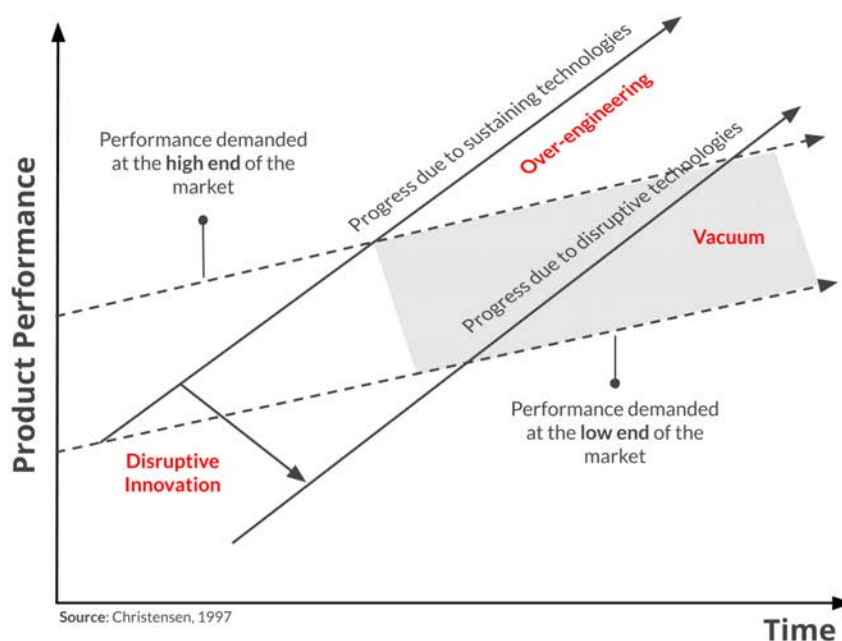 Progress due to sustaining technologies
Over-engineering
Performance demanded
at the high end of the
market
Progress due to disruptive technologies
Vacuum
Product Performance
Performance demanded
at the low end of the
market
Disruptive
Innovation
Source: Christensen, 1997
Time